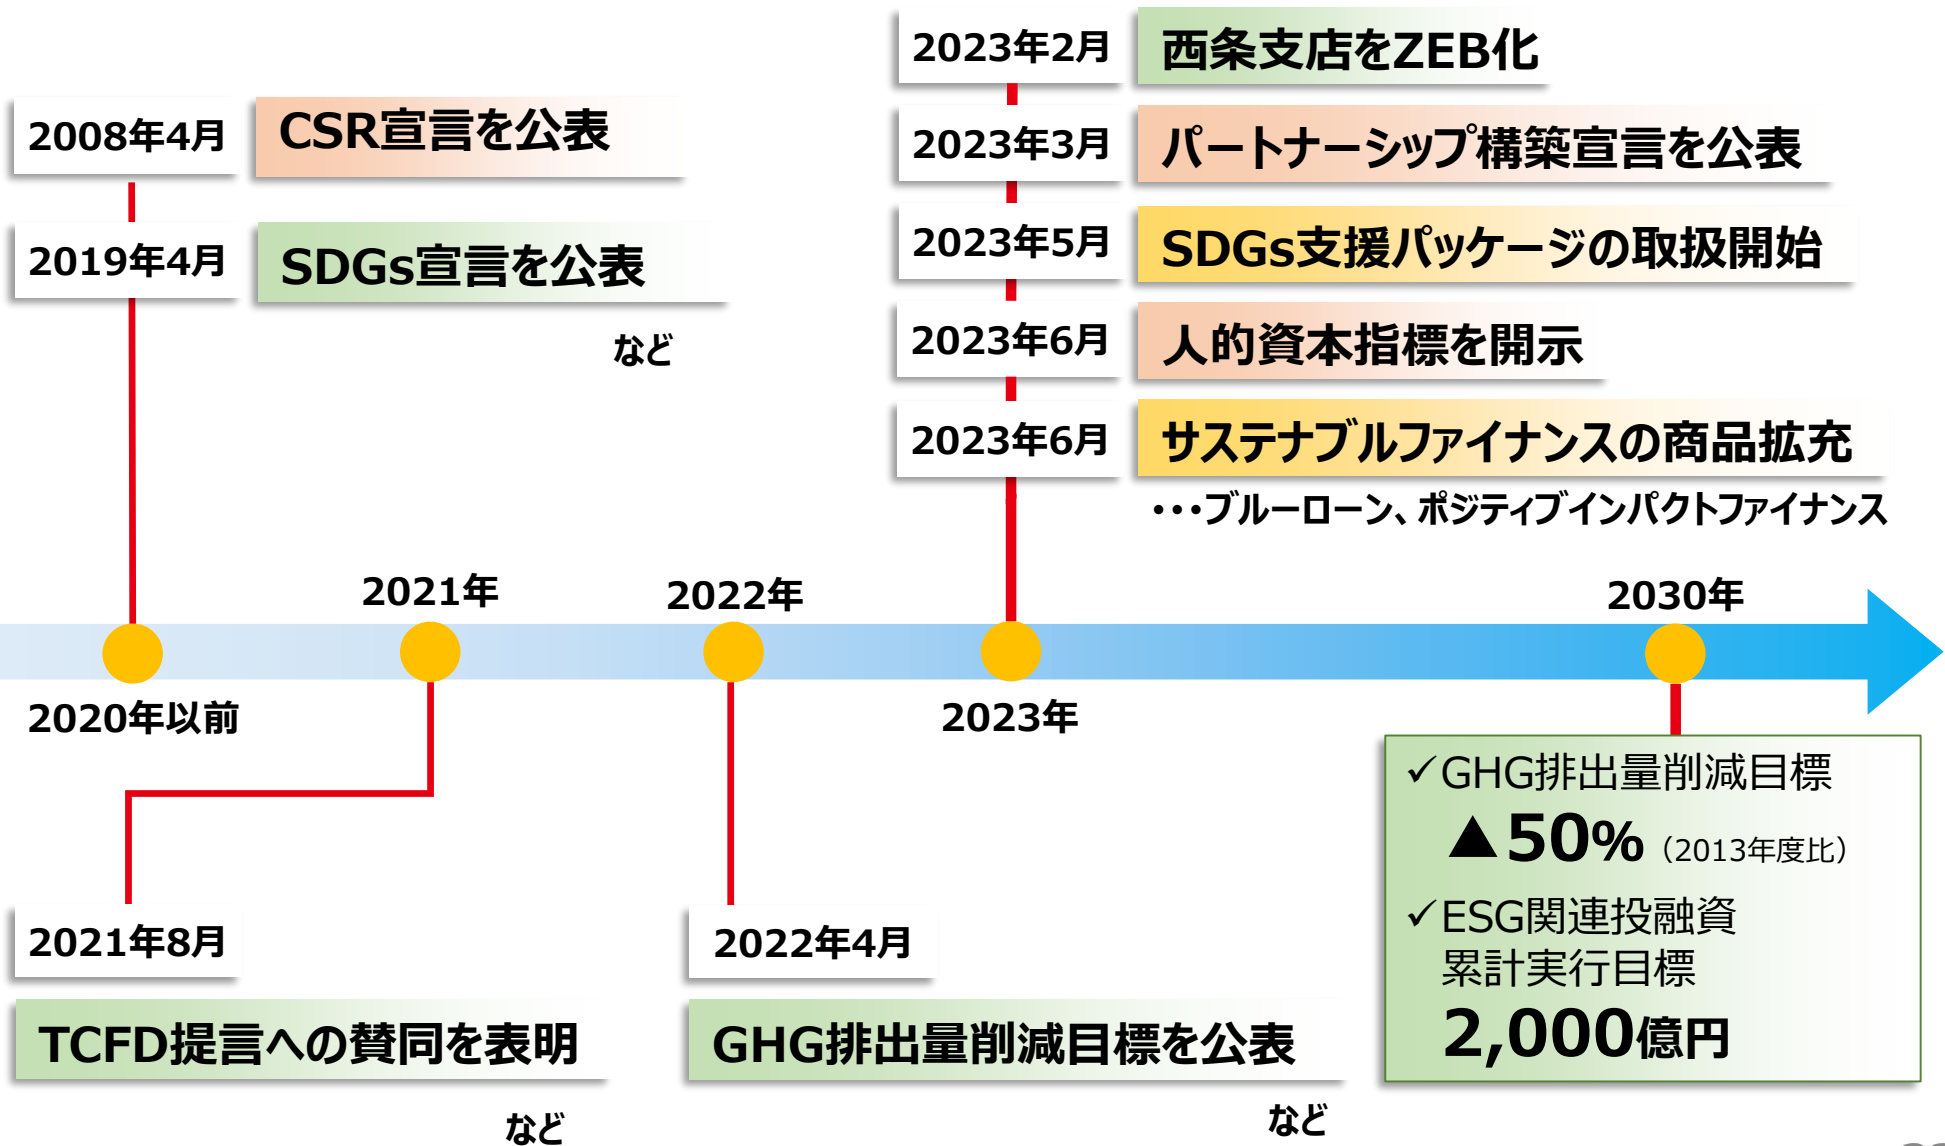 2008年4月
CSR宣言を公表
2019年4月
SDGs宣言を公表
など
2023年2月
西条支店をZEB化
2023年3月
パートナーシップ構築宣言を公表
2023年5月
SDGs支援パッケージの取扱開始
2023年6月
人的資本指標を開示
2023年6月
サステナブルファイナンスの商品拡充
・・・ブルーローン、ポジティブインパクトファイナンス
2021年
2022年
2030年
2020年以前
2023年
2021年8月
TCFD提言への賛同を表明
など
2022年4月
GHG排出量削減目標を公表
など
✓GHG排出量削減目標
▲50%（2013年度比）
✓ESG関連投融資
累計実行目標
2,000億円